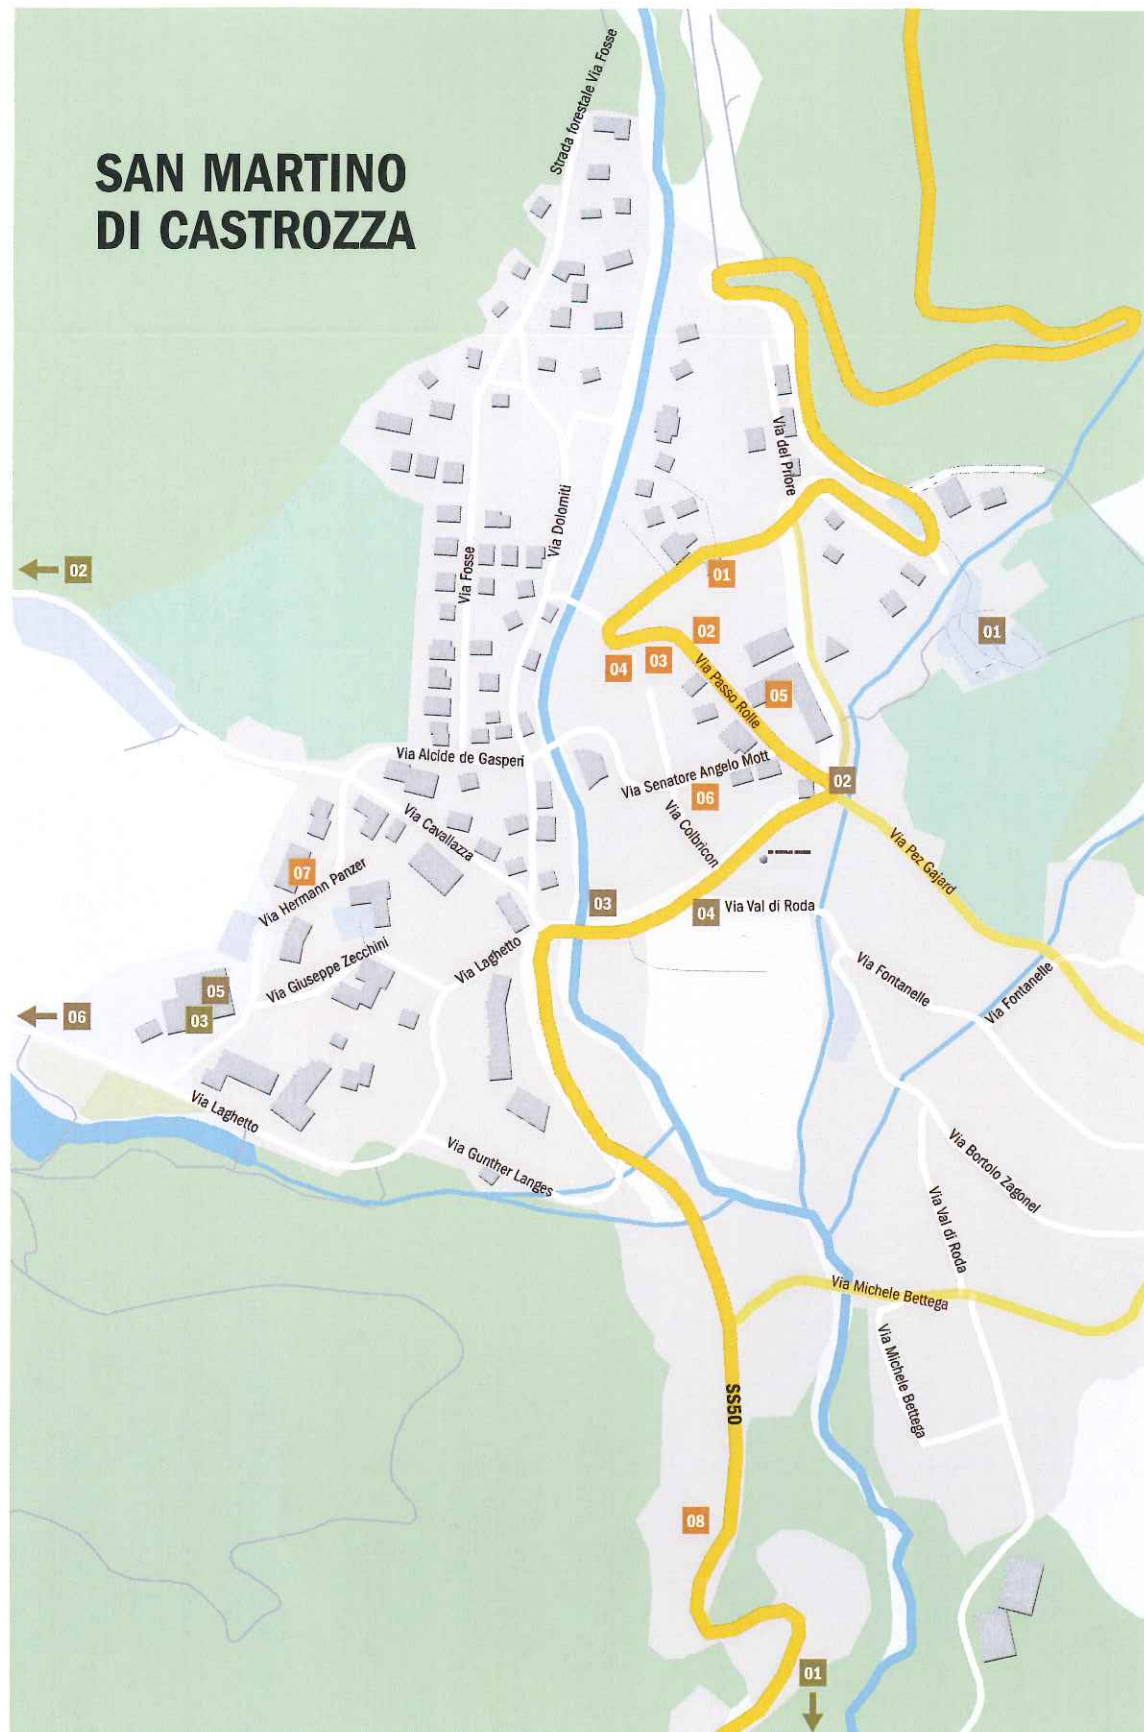 SAN MARTINO
DI CASTROZZA
Strada forestale Via Fosse
Via del Priore
Via Dolomiti
Via Fosse
02
01
01
02
03
04
Via Passo Rolle
05
Via Alcide de Gasperi
Via Senatore Angelo Mott
02
06
Via Cavallazza
Via Colbricon
Via Pez Gajard
07
Via Hermann Panzer
03
04
Via Val di Roda
Via Giuseppe Zecchini
Via Laghetto
Via Fontanelle
Via Fontanelle
05
03
06
Via Laghetto
Via Gunther Langes
Via Bortolo Zagonel
Via Val di Roda
Via Michele Bettega
Via Michele Bettega
SS50
08
01